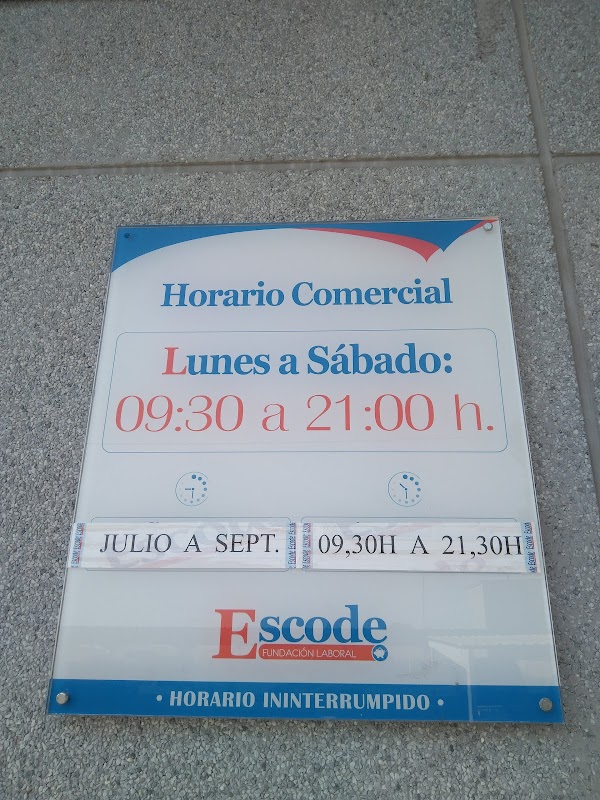 Horario Comercial
Lunes a Sábado:
09:30 a 21:00 h.
JULIO A SEPT. 09,30H A 21,30H
Escode
FUNDACIÓN LABORAL
• HORARIO ININTERRUMPIDO •